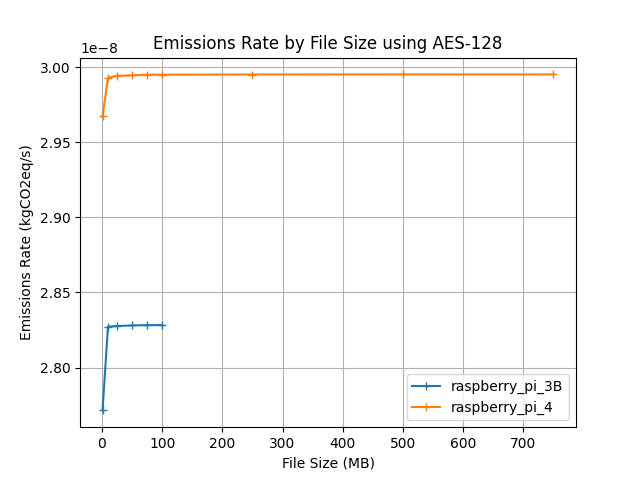 Emissions Rate by File Size using AES-128
1e−8
3.00
2.95
2.90
2.85
2.80
Emissions Rate (kgCO2eq/s)
0 100 200 300 400 500 600 700
File Size (MB)
raspberry_pi_3B
raspberry_pi_4